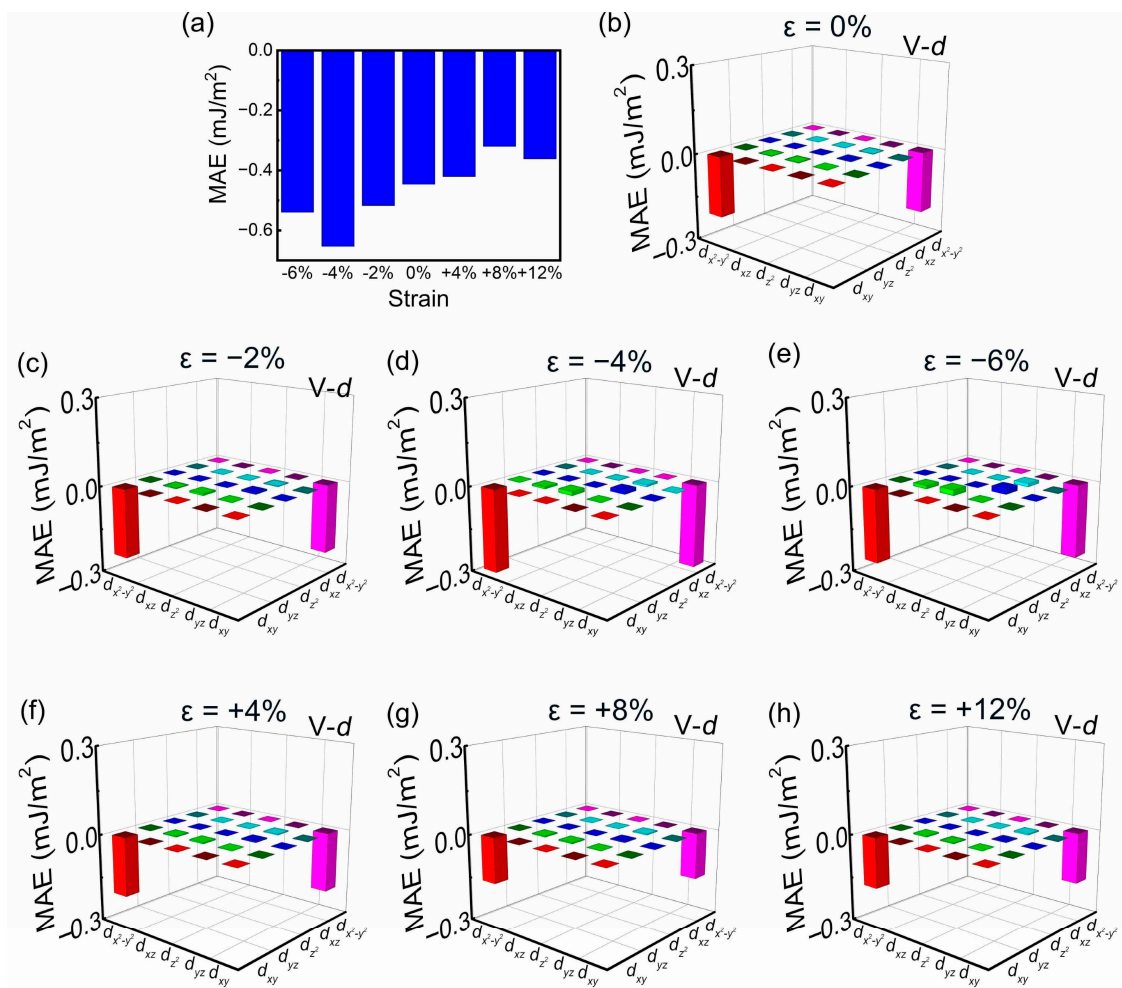 (a)
MAE (mJ/m²)
0.0
−0.2
−0.4
−0.6
-6% -4% -2% 0% +4% +8% +12%
Strain
(b)
ε = 0%
V-d
MAE (mJ/m²)
0.3
0.0
−0.3
dx²-y² dxz dz² dyz dxy
dxy dyz dz² dxz dx²-y²
(c)
ε = −2%
V-d
MAE (mJ/m²)
0.3
0.0
−0.3
dx²-y² dxz dz² dyz dxy
dxy dyz dz² dxz dx²-y²
(d)
ε = −4%
V-d
MAE (mJ/m²)
0.3
0.0
−0.3
dx²-y² dxz dz² dyz dxy
dxy dyz dz² dxz dx²-y²
(e)
ε = −6%
V-d
MAE (mJ/m²)
0.3
0.0
−0.3
dx²-y² dxz dz² dyz dxy
dxy dyz dz² dxz dx²-y²
(f)
ε = +4%
V-d
MAE (mJ/m²)
0.3
0.0
−0.3
dx²-y² dxz dz² dyz dxy
dxy dyz dz² dxz dx²-y²
(g)
ε = +8%
V-d
MAE (mJ/m²)
0.3
0.0
−0.3
dx²-y² dxz dz² dyz dxy
dxy dyz dz² dxz dx²-y²
(h)
ε = +12%
V-d
MAE (mJ/m²)
0.3
0.0
−0.3
dx²-y² dxz dz² dyz dxy
dxy dyz dz² dxz dx²-y²